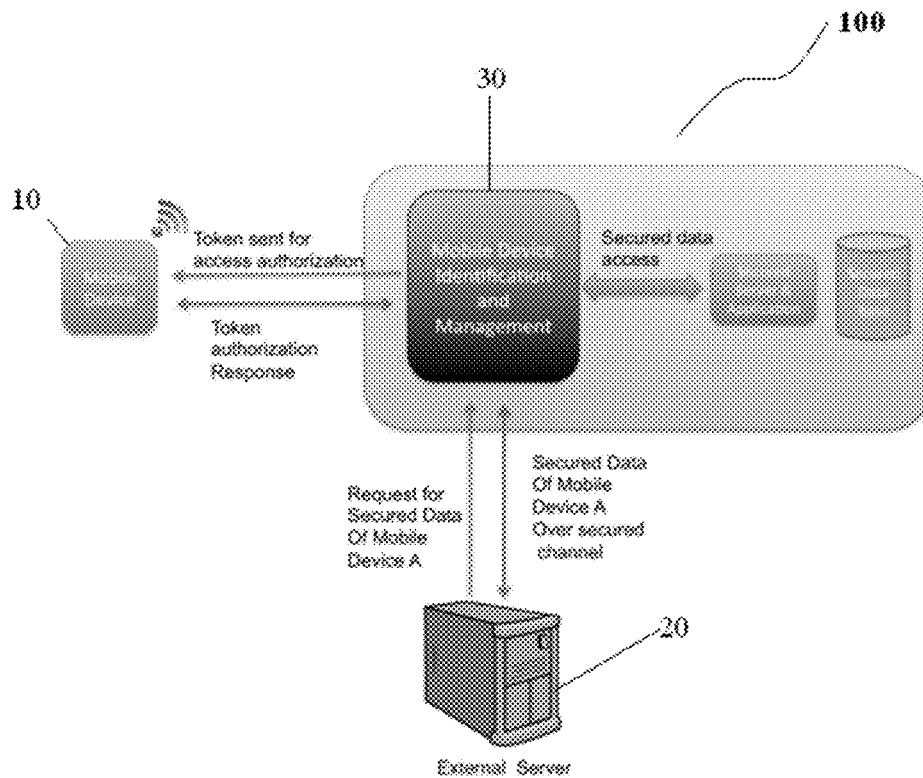 100
30
10
Token sent for
access authorization
Token
authorization
Response
and
Management
Secured data
access
Request for
Secured Data
Of Mobile
Device A
Secured Data
Of Mobile
Device A
Over secured
channel
20
External Server